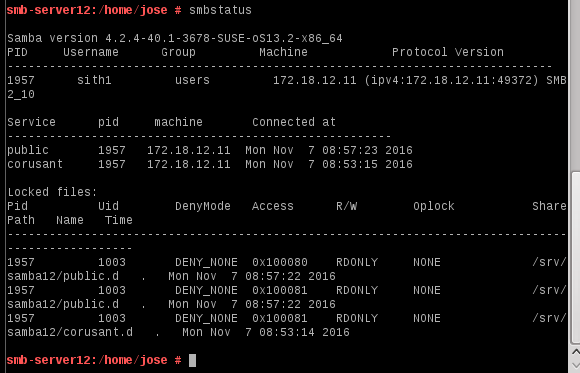 smb-server12:/home/jose # smbstatus
Samba version 4.2.4-40.1-3678-SUSE-oS13.2-x86_64
PID     Username      Group         Machine            Protocol Version
------------------------------------------------------------------------------
1957      sith1         users         172.18.12.11 (ipv4:172.18.12.11:49372) SMB
2_10
Service      pid     machine       Connected at
-------------------------------------------------------
public       1957   172.18.12.11  Mon Nov  7 08:57:23 2016
corusant     1957   172.18.12.11  Mon Nov  7 08:53:15 2016
Locked files:
Pid          Uid        DenyMode   Access      R/W        Oplock           Share
Path   Name   Time
--------------------------------------------------------------------------------
------------------
1957         1003       DENY_NONE  0x100080    RDONLY     NONE             /srv/
samba12/public.d   .   Mon Nov  7 08:57:22 2016
1957         1003       DENY_NONE  0x100081    RDONLY     NONE             /srv/
samba12/public.d   .   Mon Nov  7 08:57:22 2016
1957         1003       DENY_NONE  0x100081    RDONLY     NONE             /srv/
samba12/corusant.d   .   Mon Nov  7 08:53:14 2016
smb-server12:/home/jose #